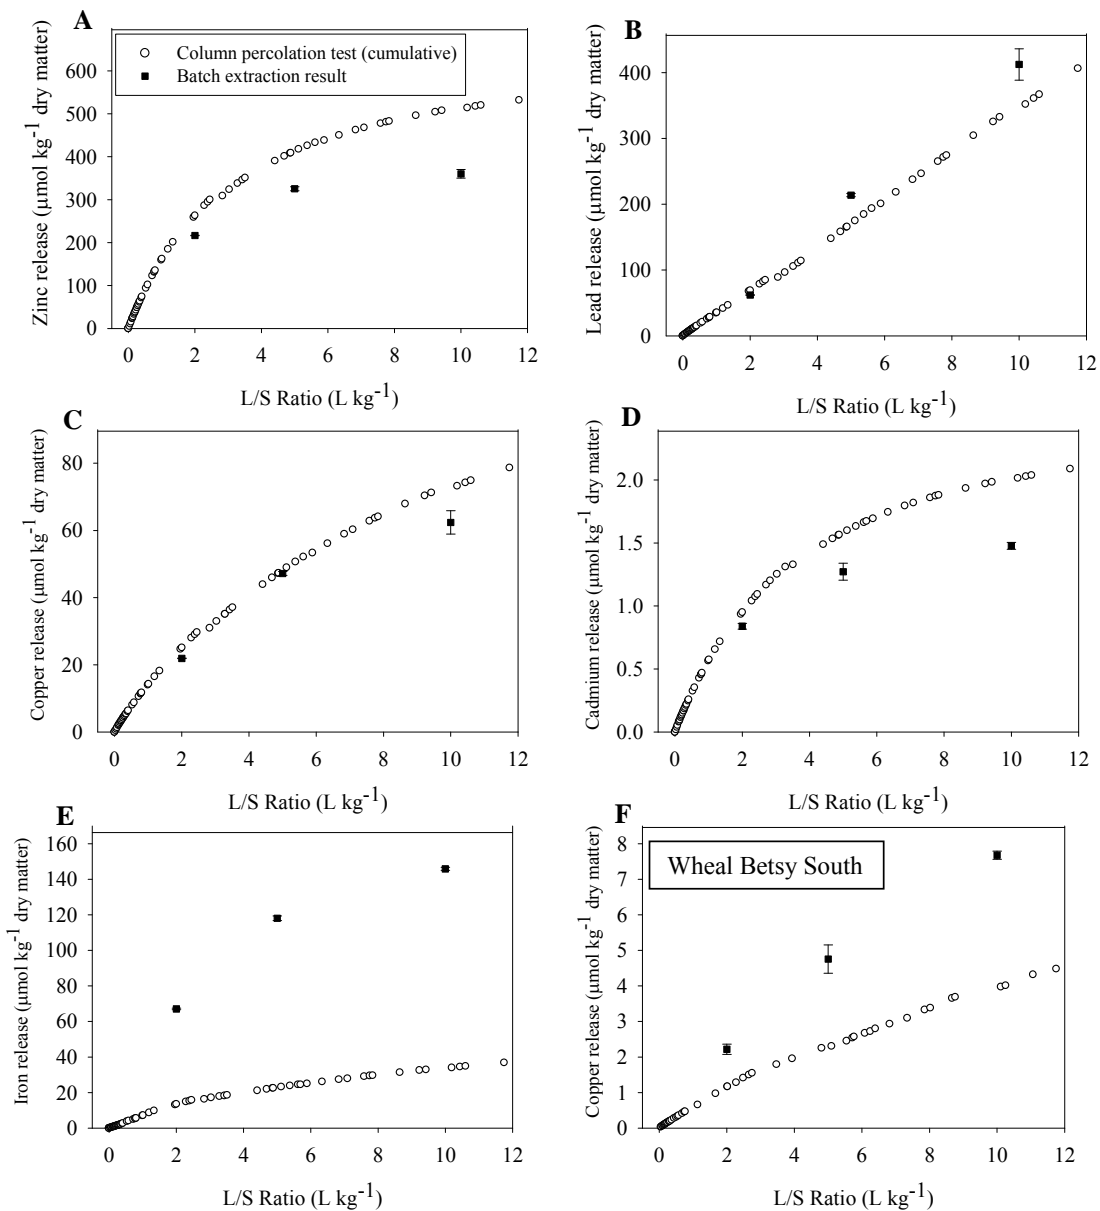 A
Zinc release (µmol kg⁻¹ dry matter)
600
500
400
300
200
100
0
Column percolation test (cumulative)
Batch extraction result
0 2 4 6 8 10 12
L/S Ratio (L kg⁻¹)
B
Lead release (µmol kg⁻¹ dry matter)
400
300
200
100
0
0 2 4 6 8 10 12
L/S Ratio (L kg⁻¹)
C
Copper release (µmol kg⁻¹ dry matter)
80
60
40
20
0
0 2 4 6 8 10 12
L/S Ratio (L kg⁻¹)
D
Cadmium release (µmol kg⁻¹ dry matter)
2.0
1.5
1.0
0.5
0.0
0 2 4 6 8 10 12
L/S Ratio (L kg⁻¹)
E
Iron release (µmol kg⁻¹ dry matter)
160
140
120
100
80
60
40
20
0
0 2 4 6 8 10 12
L/S Ratio (L kg⁻¹)
F
Copper release (µmol kg⁻¹ dry matter)
8
7
6
5
4
3
2
1
0
Wheal Betsy South
0 2 4 6 8 10 12
L/S Ratio (L kg⁻¹)